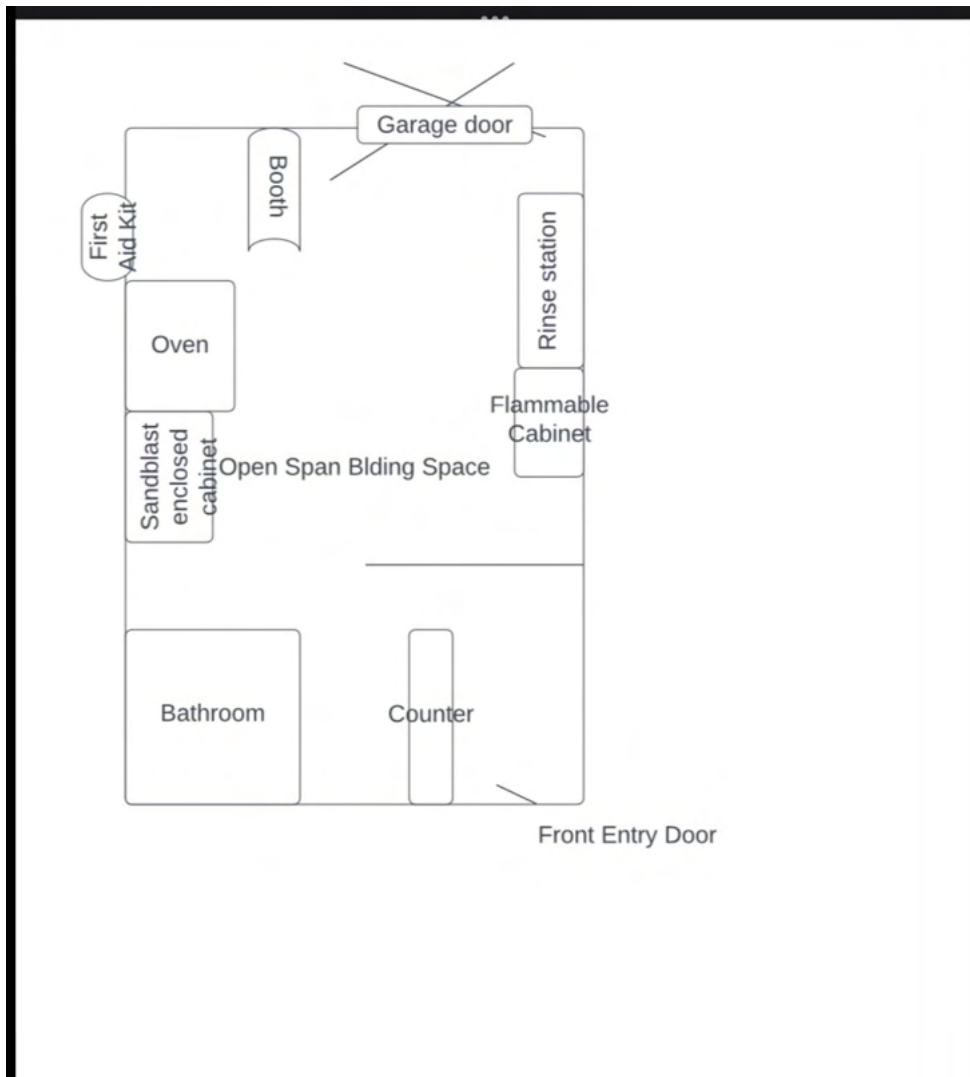 Garage door
Booth
First
Aid Kit
Rinse station
Oven
Flammable
Cabinet
Sandblast
enclosed
cabinet
Open Span Blding Space
Bathroom
Counter
Front Entry Door